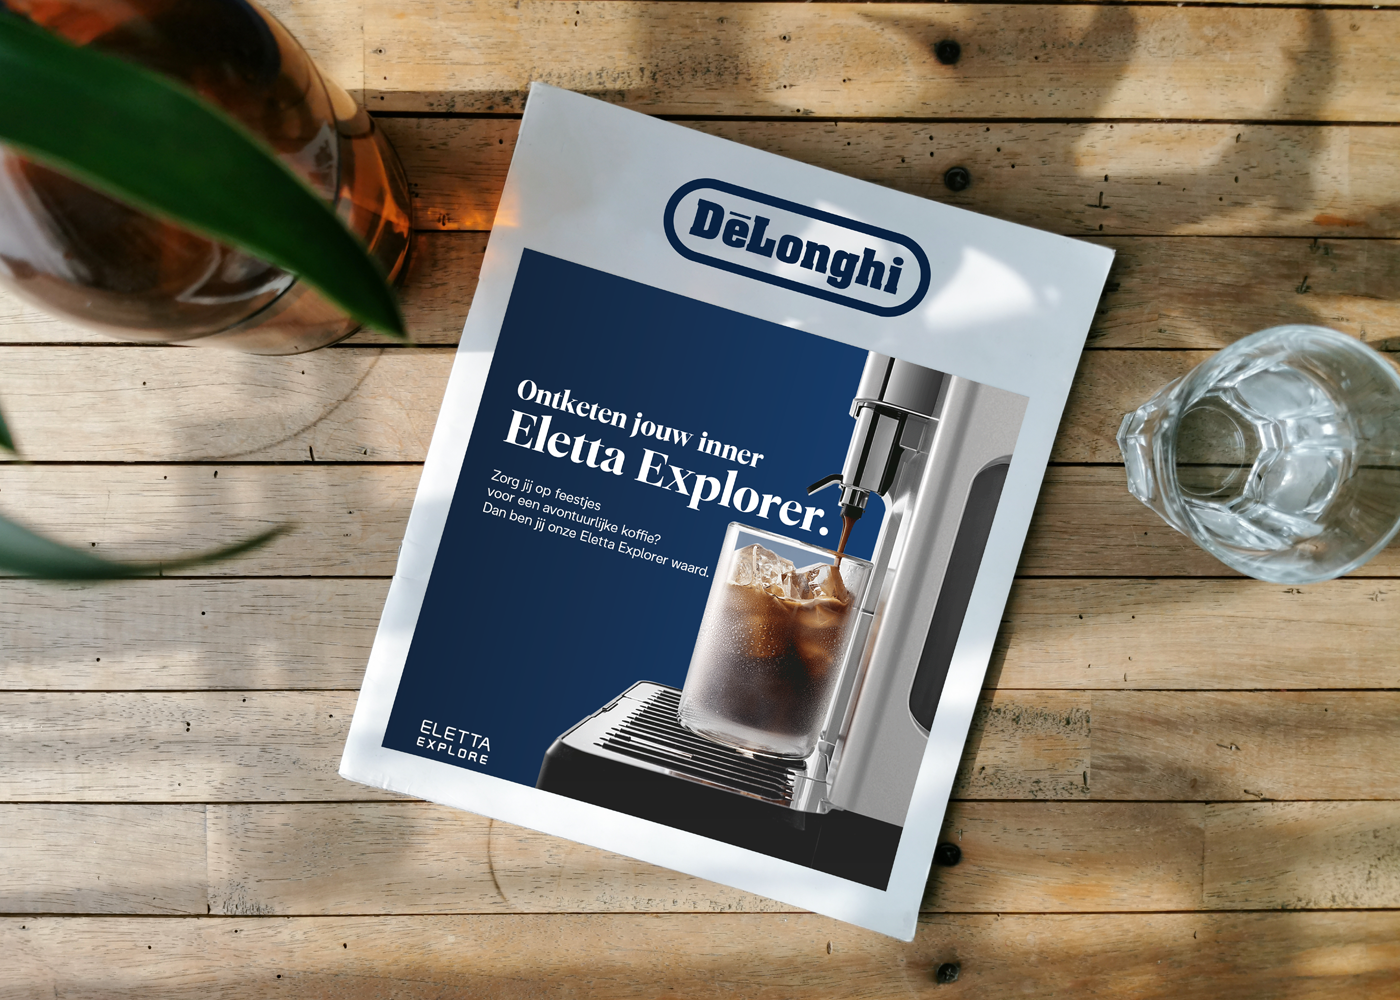 DēLonghi
Ontketen jouw inner
Eletta Explorer.
Zorg jij op feestjes
voor een avontuurlijke koffie?
Dan ben jij onze Eletta Explorer waard.
ELETTA
EXPLORE